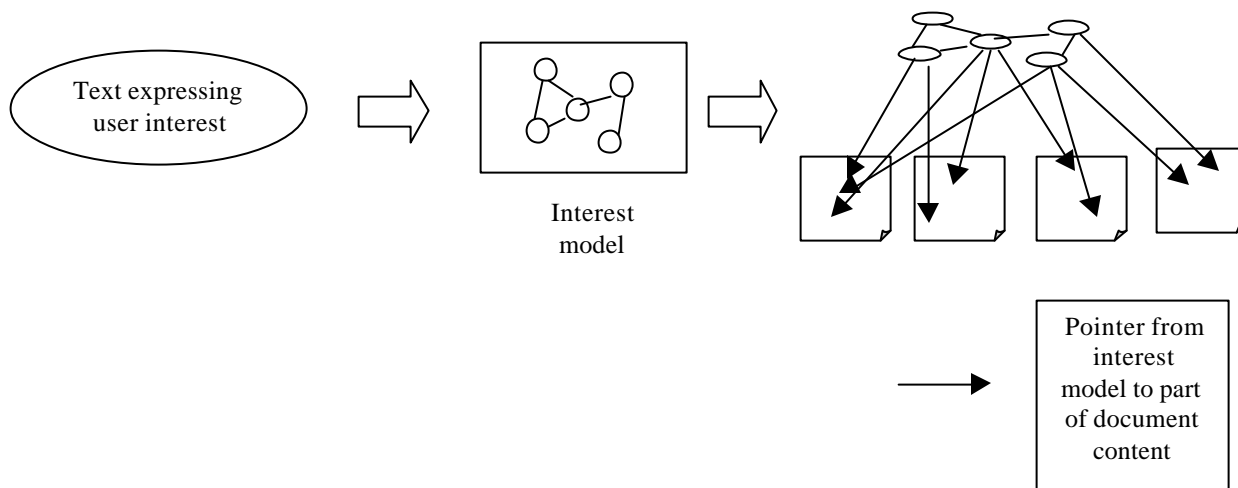 Text expressing
user interest
Interest
model
Pointer from
interest
model to part
of document
content